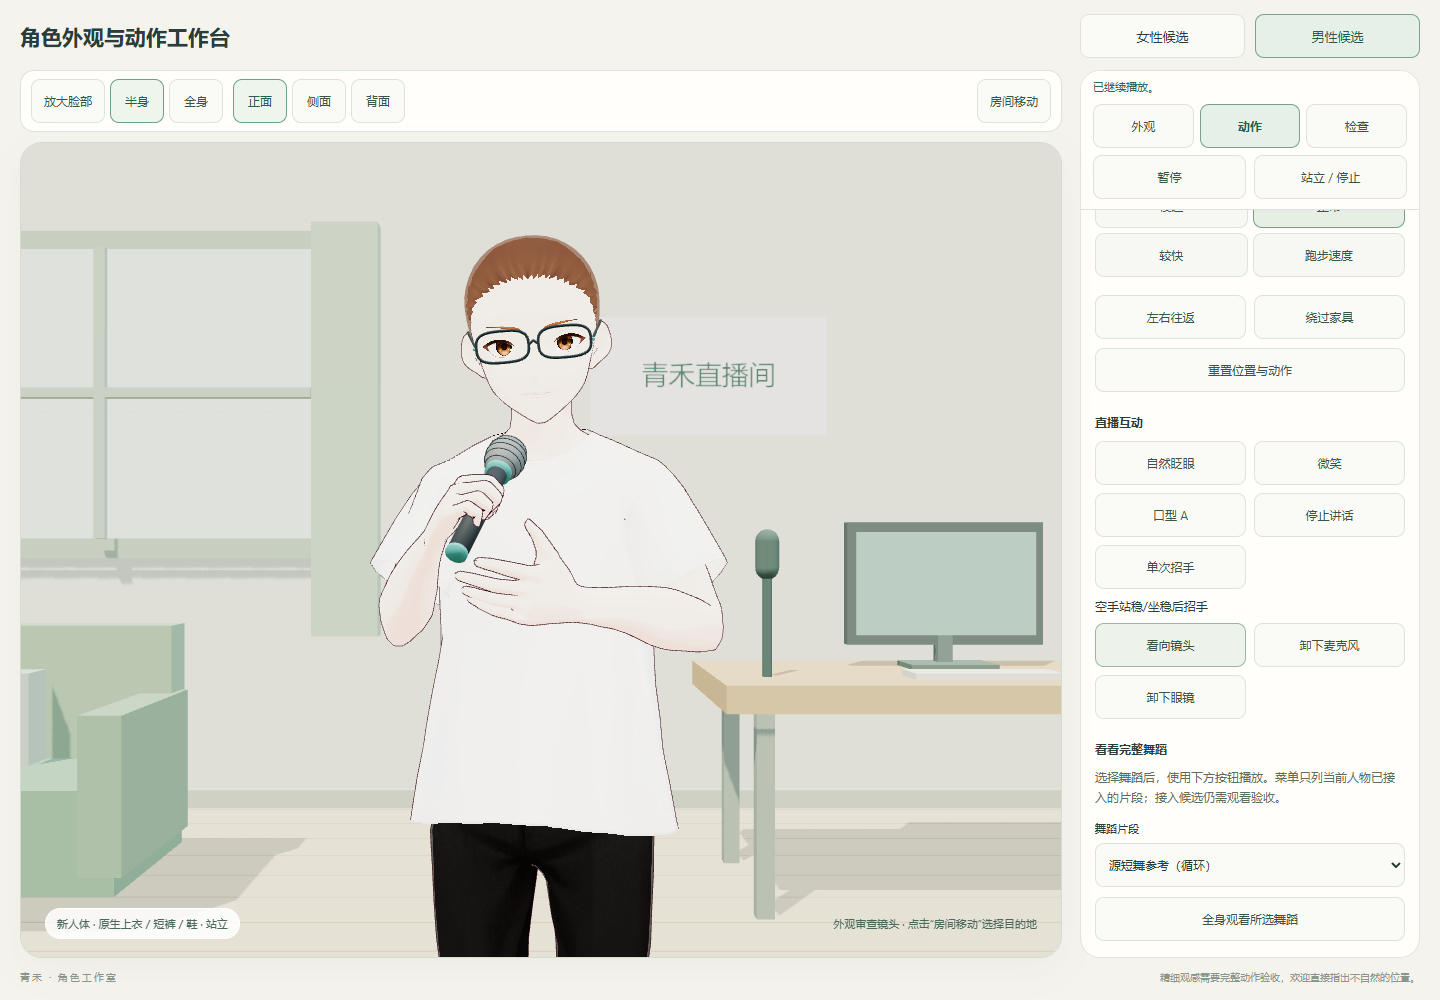 角色外观与动作工作台
女性候选
男性候选
放大脸部
半身
全身
正面
侧面
背面
房间移动
已继续播放。
外观
动作
检查
暂停
站立 / 停止
较快
跑步速度
左右往返
绕过家具
重置位置与动作
直播互动
自然眨眼
微笑
口型 A
停止讲话
单次招手
空手站稳/坐稳后招手
看向镜头
卸下麦克风
卸下眼镜
看看完整舞蹈
选择舞蹈后，使用下方按钮播放。菜单只列当前人物已接
入的片段；接入候选仍需观看验收。
舞蹈片段
源短舞参考（循环）
全身观看所选舞蹈
青禾直播间
新人体 · 原生上衣 / 短裤 / 鞋 · 站立
外观审查镜头 · 点击“房间移动”选择目的地
青禾 · 角色工作室
精细观感需要完整动作验收，欢迎直接指出不自然的位置。